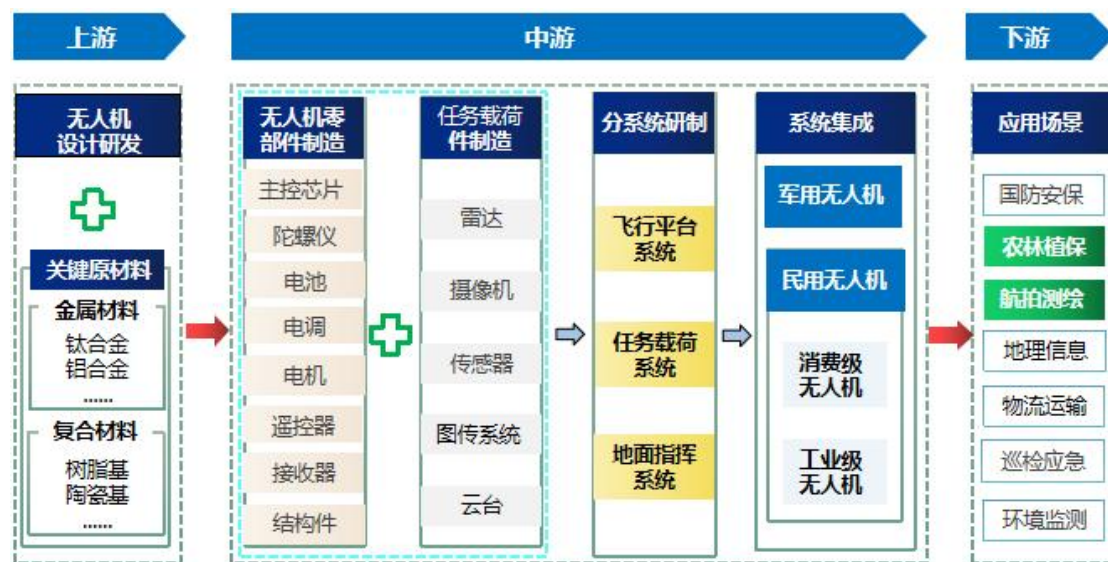 上游
中游
下游
无人机
设计研发
关键原材料
金属材料
钛合金
铝合金
......
复合材料
树脂基
陶瓷基
......
无人机零
部件制造
主控芯片
陀螺仪
电池
电调
电机
遥控器
接收器
结构件
任务载荷
件制造
雷达
摄像机
传感器
图传系统
云台
分系统研制
飞行平台
系统
任务载荷
系统
地面指挥
系统
系统集成
军用无人机
民用无人机
消费级
无人机
工业级
无人机
应用场景
国防安保
农林植保
航拍测绘
地理信息
物流运输
巡检应急
环境监测